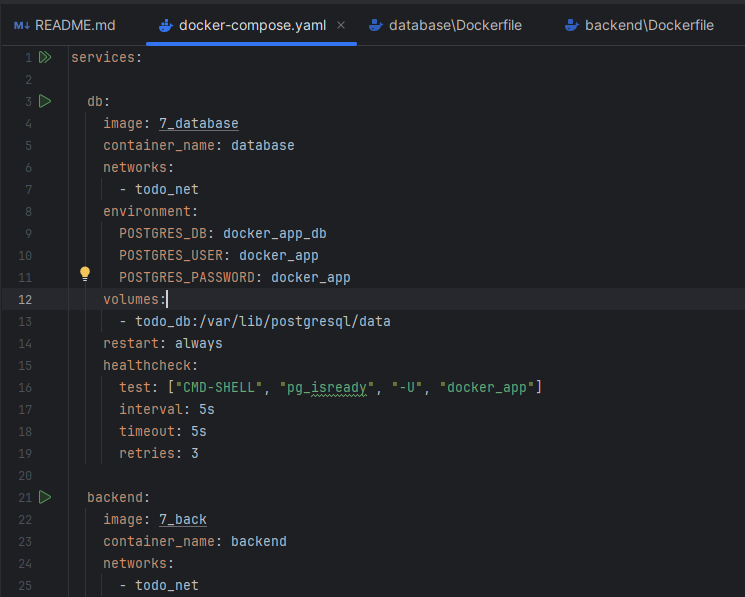 README.md docker-compose.yaml database\Dockerfile backend\Dockerfile
1 services:
2
3 db:
4 image: 7_database
5 container_name: database
6 networks:
7 - todo_net
8 environment:
9 POSTGRES_DB: docker_app_db
10 POSTGRES_USER: docker_app
11 POSTGRES_PASSWORD: docker_app
12 volumes:
13 - todo_db:/var/lib/postgresql/data
14 restart: always
15 healthcheck:
16 test: ["CMD-SHELL", "pg_isready", "-U", "docker_app"]
17 interval: 5s
18 timeout: 5s
19 retries: 3
20
21 backend:
22 image: 7_back
23 container_name: backend
24 networks:
25 - todo_net